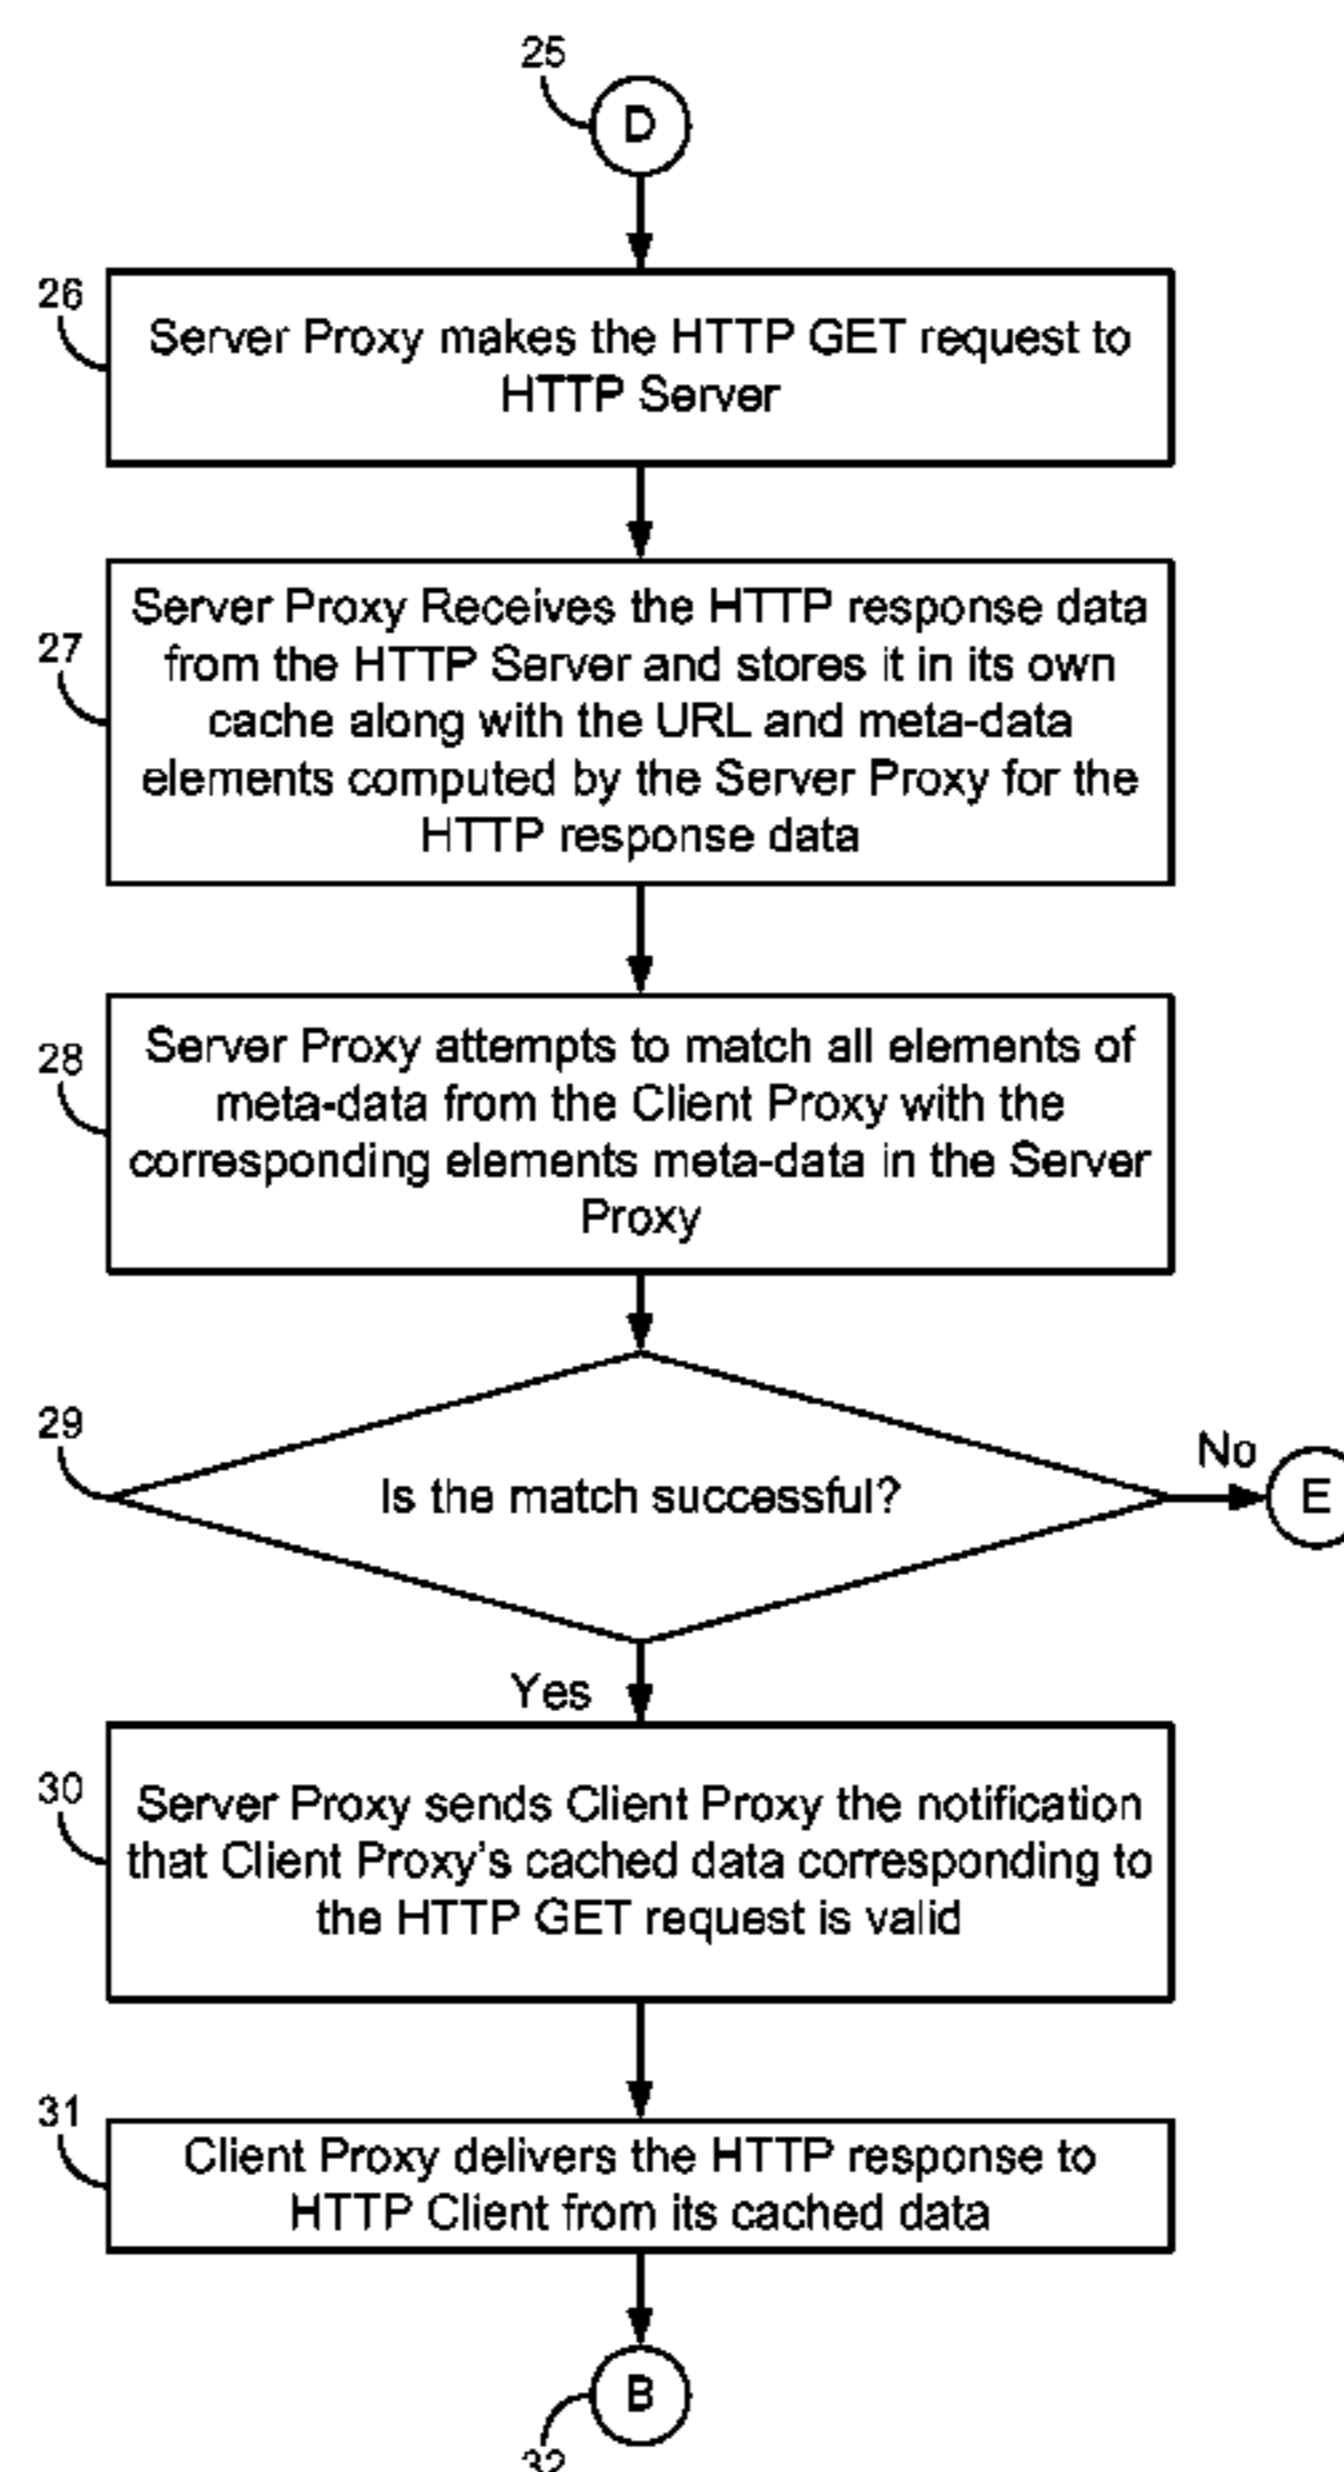 25
D
26
Server Proxy makes the HTTP GET request to
HTTP Server
27
Server Proxy Receives the HTTP response data
from the HTTP Server and stores it in its own
cache along with the URL and meta-data
elements computed by the Server Proxy for the
HTTP response data
28
Server Proxy attempts to match all elements of
meta-data from the Client Proxy with the
corresponding elements meta-data in the Server
Proxy
29
Is the match successful?
No
E
Yes
30
Server Proxy sends Client Proxy the notification
that Client Proxy's cached data corresponding to
the HTTP GET request is valid
31
Client Proxy delivers the HTTP response to
HTTP Client from its cached data
B
32